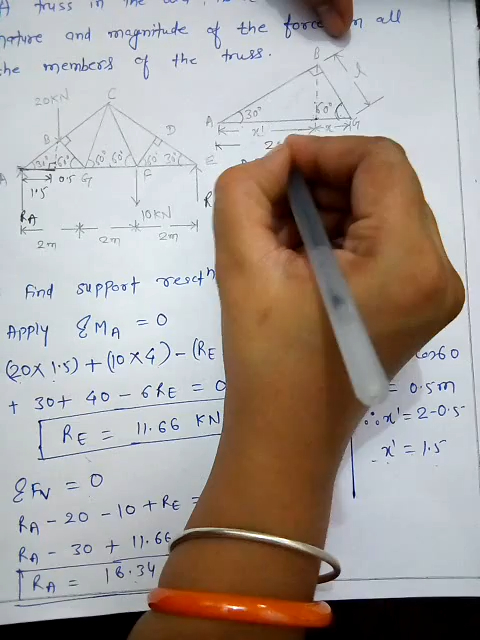 truss in the
nature and magnitude of the force in all
the members of the truss.
20KN
C
B
D
A
30° 60° 60° 60° 60° 30°
E
1.5
0.5
G
F
RA
10KN
2m
2m
2m
B
l
A
30°
60°
G
x'
x
Find support
Apply ΣMA = 0
(20×1.5) + (10×4) - (RE
+ 30 + 40 - 6RE = 0
RE = 11.66 KN
ΣFV = 0
RA - 20 - 10 + RE =
RA - 30 + 11.66
RA = 18.34
cos60
= 0.5m
∴ x' = 2-0.5
x' = 1.5